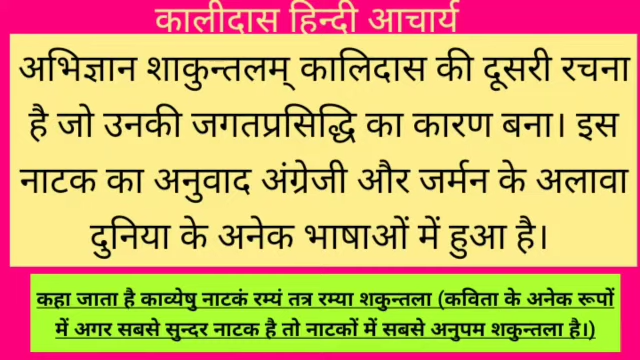 कालीदास हिन्दी आचार्य
अभिज्ञान शाकुन्तलम् कालिदास की दूसरी रचना
है जो उनकी जगतप्रसिद्धि का कारण बना। इस
नाटक का अनुवाद अंग्रेजी और जर्मन के अलावा
दुनिया के अनेक भाषाओं में हुआ है।
कहा जाता है काव्येषु नाटकं रम्यं तत्र रम्या शकुन्तला (कविता के अनेक रूपों
में अगर सबसे सुन्दर नाटक है तो नाटकों में सबसे अनुपम शकुन्तला है।)